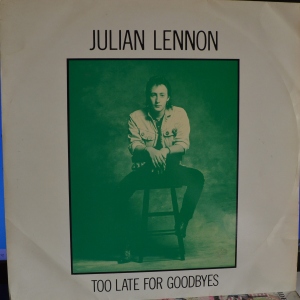 JULIAN LENNON
TOO LATE FOR GOODBYES